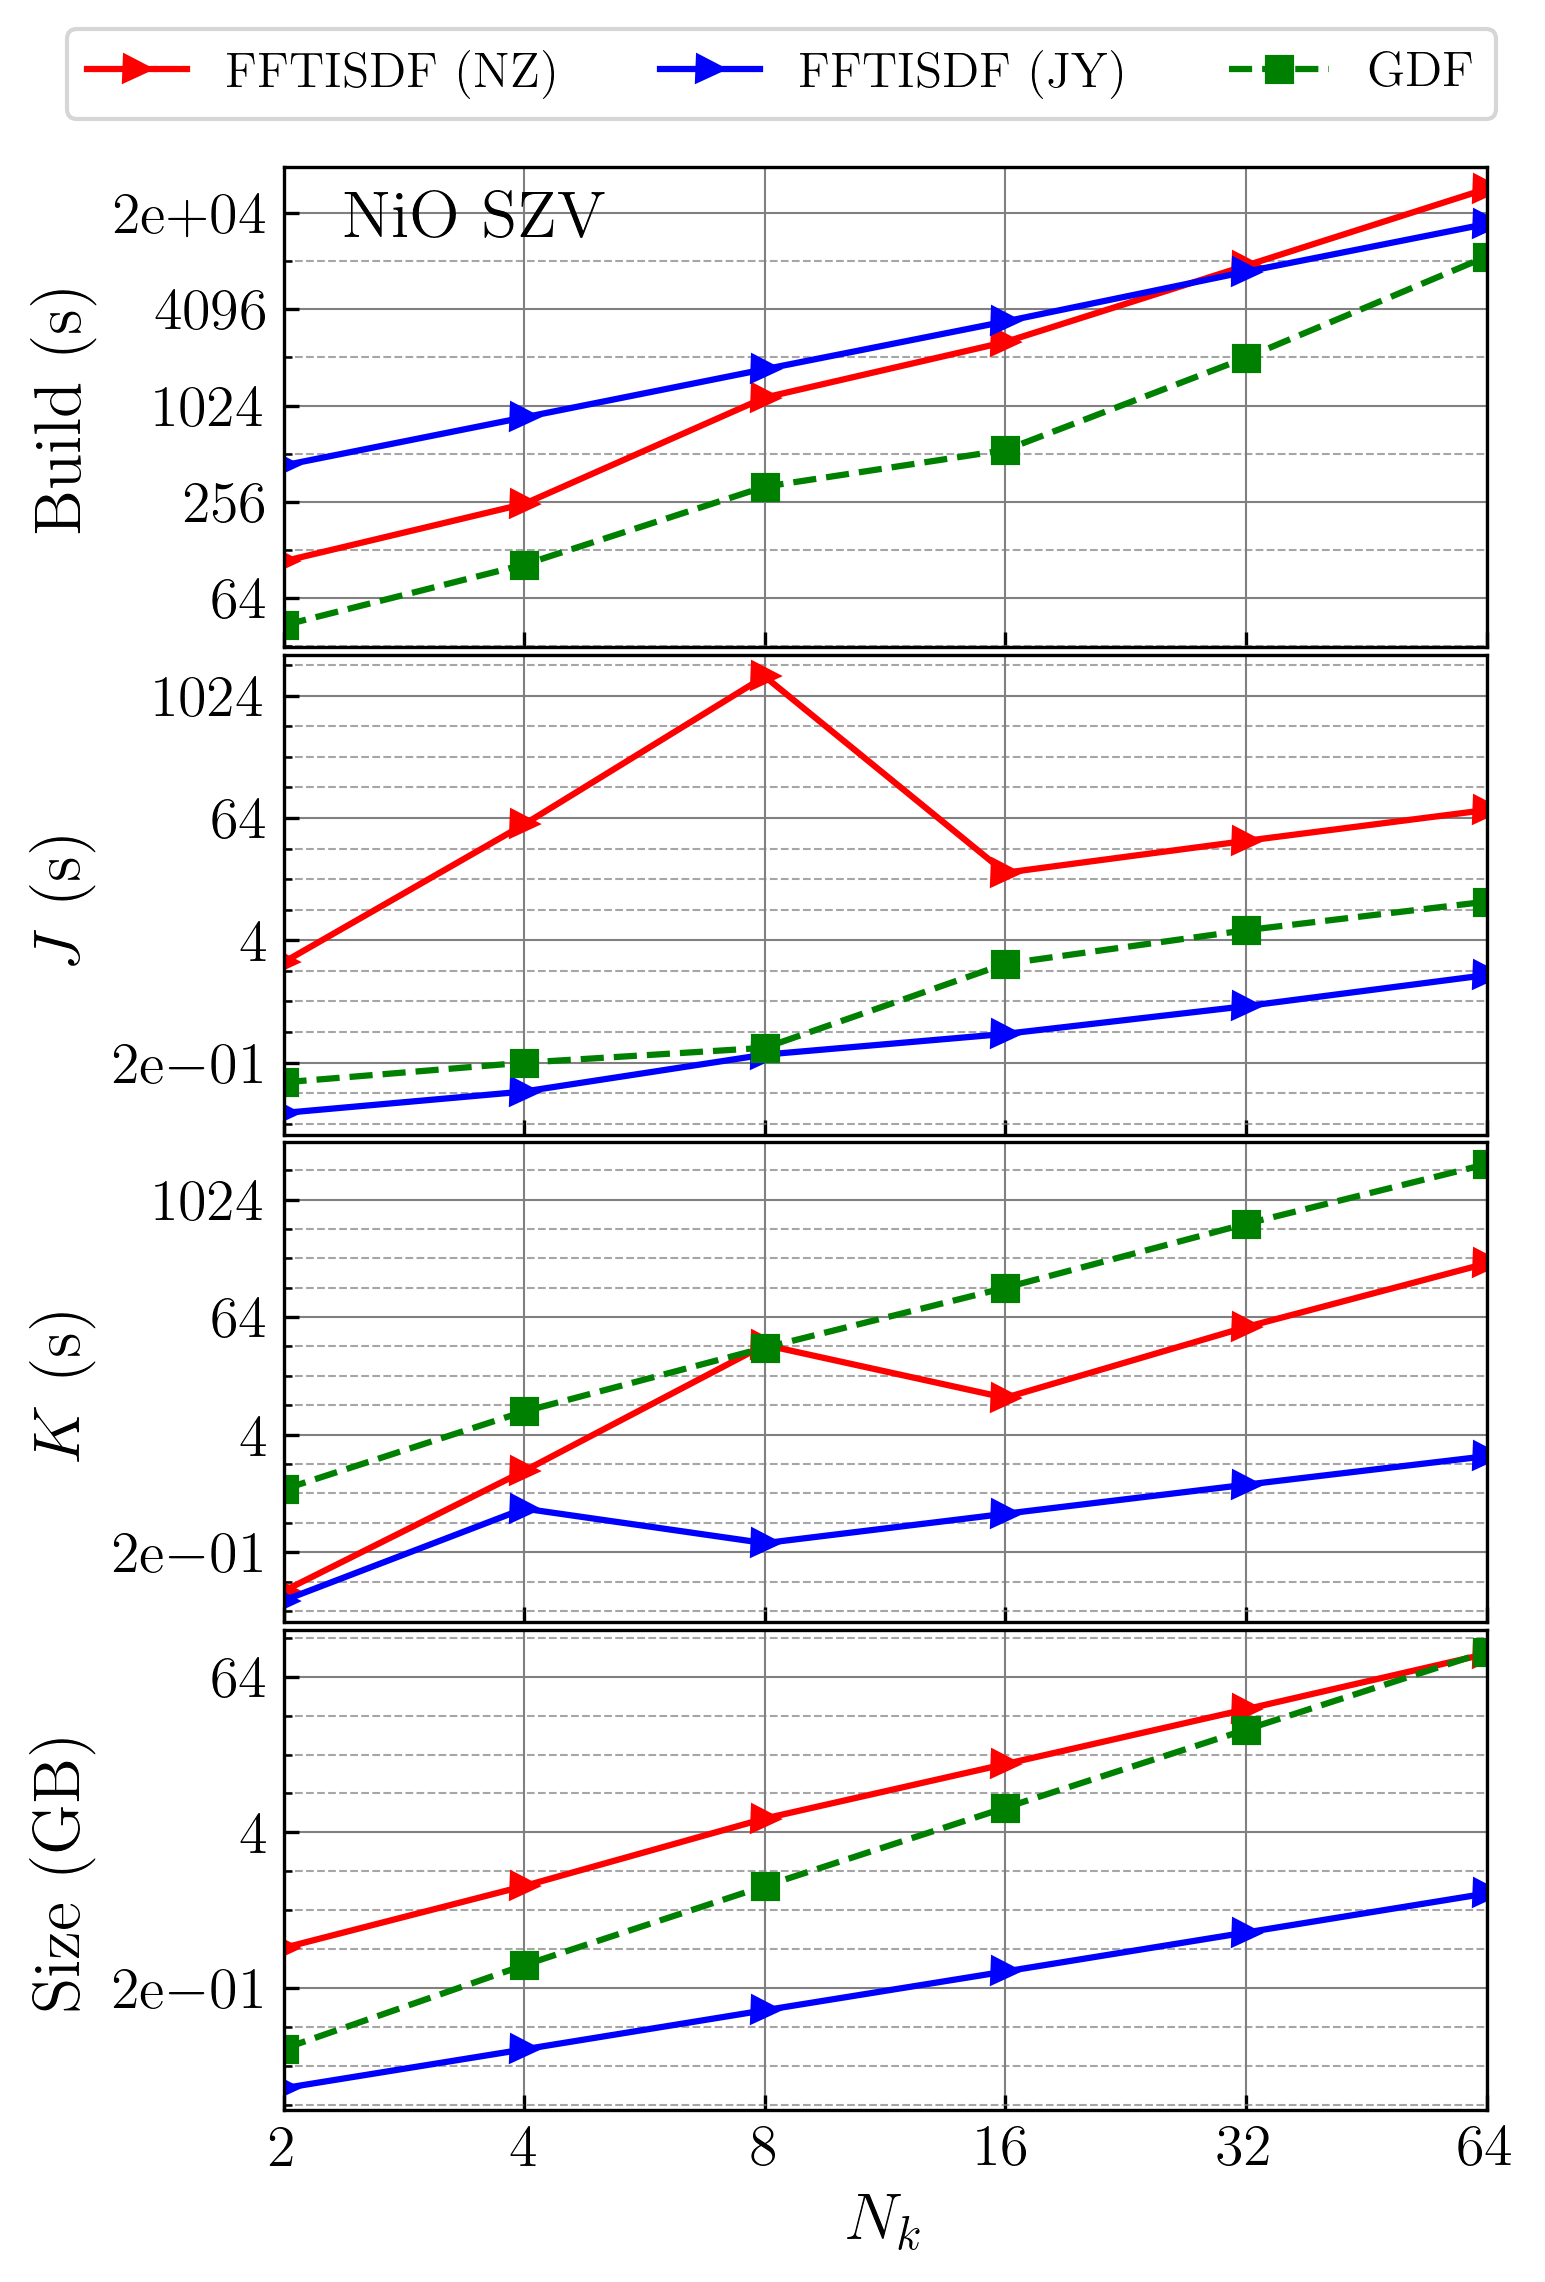 FFTISDF (NZ) FFTISDF (JY) GDF
NiO SZV
Build (s)
2e+04
4096
1024
256
64
J (s)
1024
64
4
2e−01
K (s)
1024
64
4
2e−01
Size (GB)
64
4
2e−01
2 4 8 16 32 64
N_k